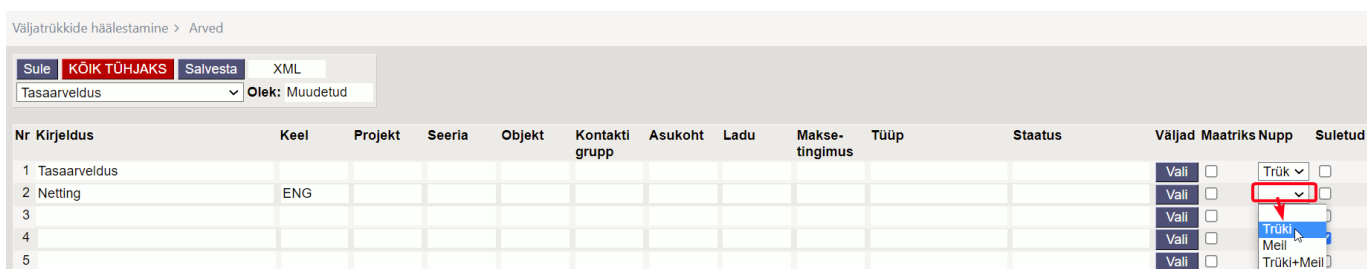 Väljatrükkide häälestamine > Arved
Sule KÕIK TÜHJAKS Salvesta XML
Tasaarveldus Olek: Muudetud
Nr Kirjeldus Keel Projekt Seeria Objekt Kontakti grupp Asukoht Ladu Makse-tingimus Tüüp Staatus Väljad Maatriks Nupp Suletud
1 Tasaarveldus Vali Trük
2 Netting ENG Vali
3 Vali
Trüki
4 Vali
Meil
5 Vali Trüki+Meil